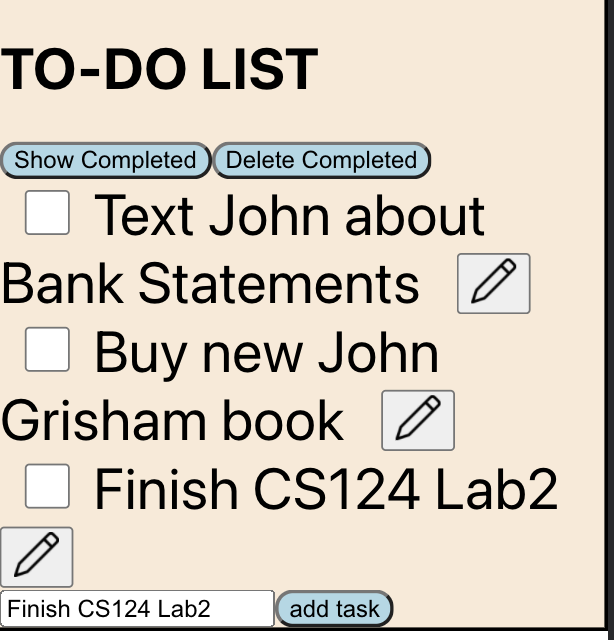 TO-DO LIST
Show Completed Delete Completed
Text John about
Bank Statements
Buy new John
Grisham book
Finish CS124 Lab2
Finish CS124 Lab2 add task